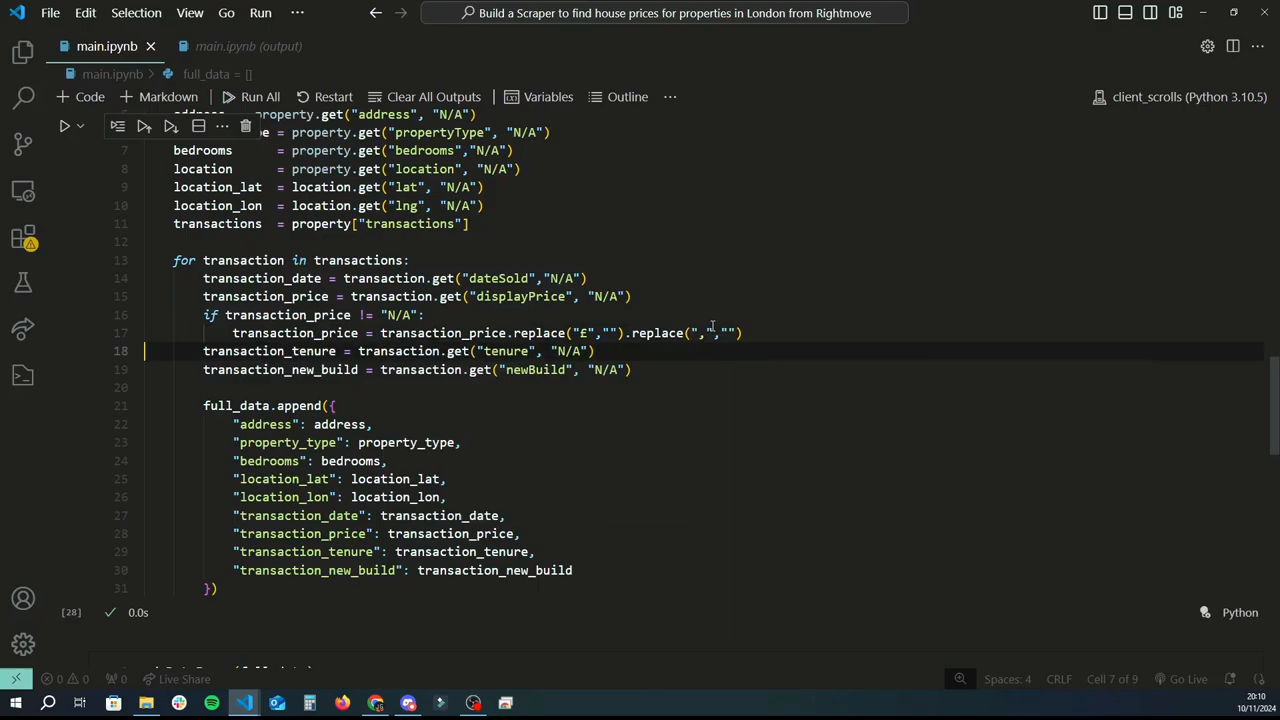 File Edit Selection View Go Run ··· Build a Scraper to find house prices for properties in London from Rightmove
main.ipynb main.ipynb (output)
main.ipynb > full_data = []
+ Code + Markdown Run All Restart Clear All Outputs Variables Outline ··· client_scrolls (Python 3.10.5)
= property.get("address", "N/A")
= property.get("propertyType", "N/A")
7 bedrooms = property.get("bedrooms","N/A")
8 location = property.get("location", "N/A")
9 location_lat = location.get("lat", "N/A")
10 location_lon = location.get("lng", "N/A")
11 transactions = property["transactions"]
12
13 for transaction in transactions:
14 transaction_date = transaction.get("dateSold","N/A")
15 transaction_price = transaction.get("displayPrice", "N/A")
16 if transaction_price != "N/A":
17 transaction_price = transaction_price.replace("£","").replace(",","")
18 transaction_tenure = transaction.get("tenure", "N/A")
19 transaction_new_build = transaction.get("newBuild", "N/A")
20
21 full_data.append({
22 "address": address,
23 "property_type": property_type,
24 "bedrooms": bedrooms,
25 "location_lat": location_lat,
26 "location_lon": location_lon,
27 "transaction_date": transaction_date,
28 "transaction_price": transaction_price,
29 "transaction_tenure": transaction_tenure,
30 "transaction_new_build": transaction_new_build
31 })
[28] 0.0s Python
0 0 0 Live Share Spaces: 4 CRLF Cell 7 of 9 Go Live
20:10
10/11/2024